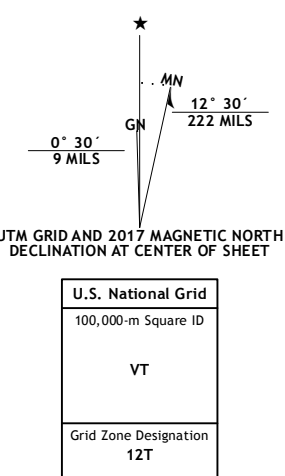 MN
GN
12° 30´
222 MILS
0° 30´
9 MILS
UTM GRID AND 2017 MAGNETIC NORTH
DECLINATION AT CENTER OF SHEET
U.S. National Grid
100,000-m Square ID
VT
Grid Zone Designation
12T